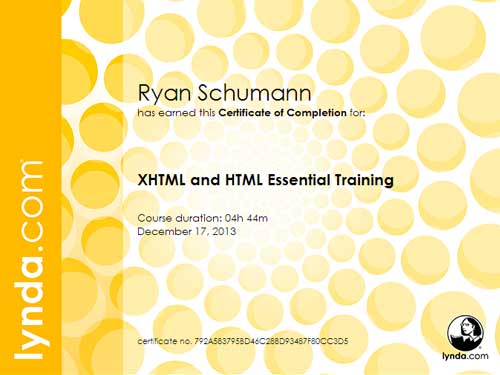 lynda.com
Ryan Schumann
has earned this Certificate of Completion for:
XHTML and HTML Essential Training
Course duration: 04h 44m
December 17, 2013
certificate no. 792A583795BD46C28BD93487F80CC3D5
lynda.com